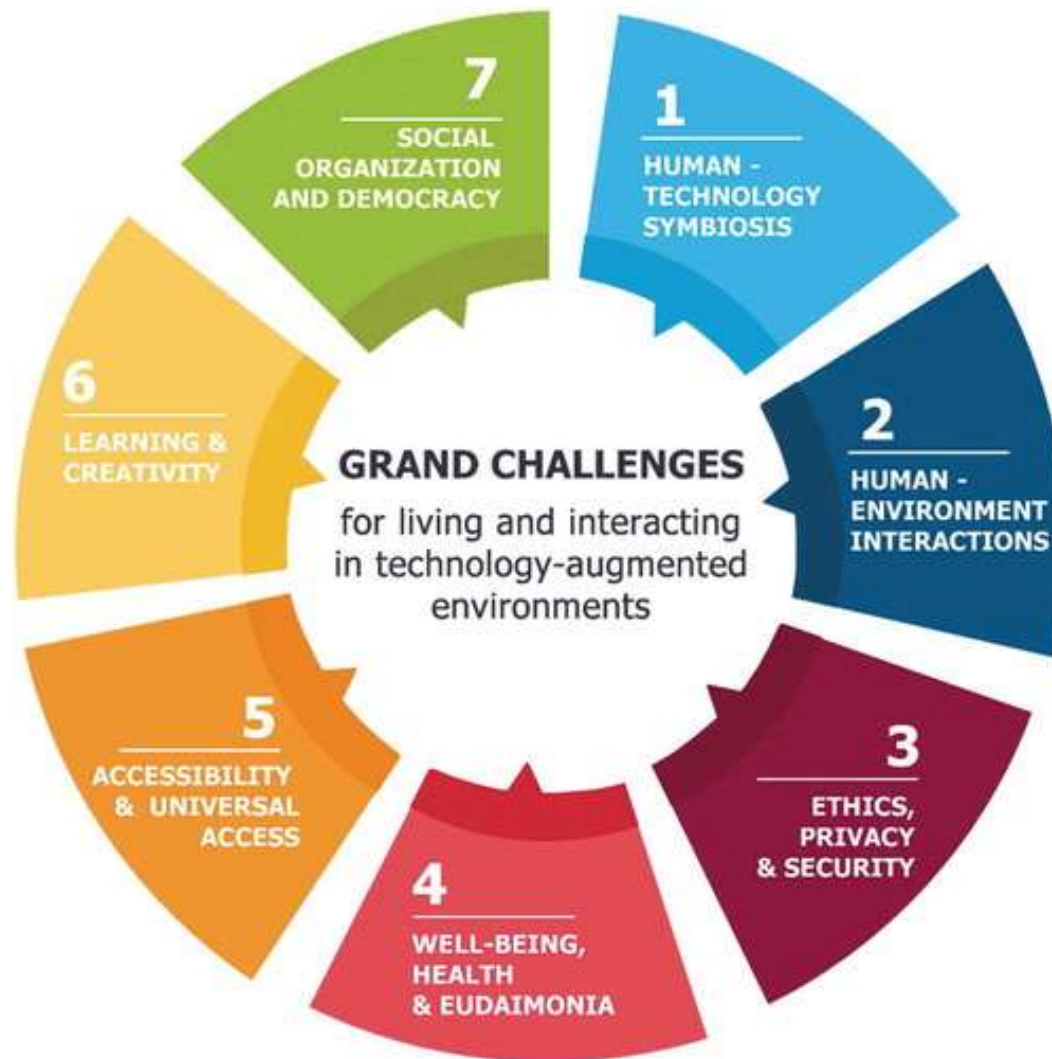 GRAND CHALLENGES
for living and interacting
in technology-augmented
environments
1
HUMAN -
TECHNOLOGY
SYMBIOSIS
2
HUMAN -
ENVIRONMENT
INTERACTIONS
3
ETHICS,
PRIVACY
& SECURITY
4
WELL-BEING,
HEALTH
& EUDAIMONIA
5
ACCESSIBILITY
& UNIVERSAL
ACCESS
6
LEARNING &
CREATIVITY
7
SOCIAL
ORGANIZATION
AND DEMOCRACY